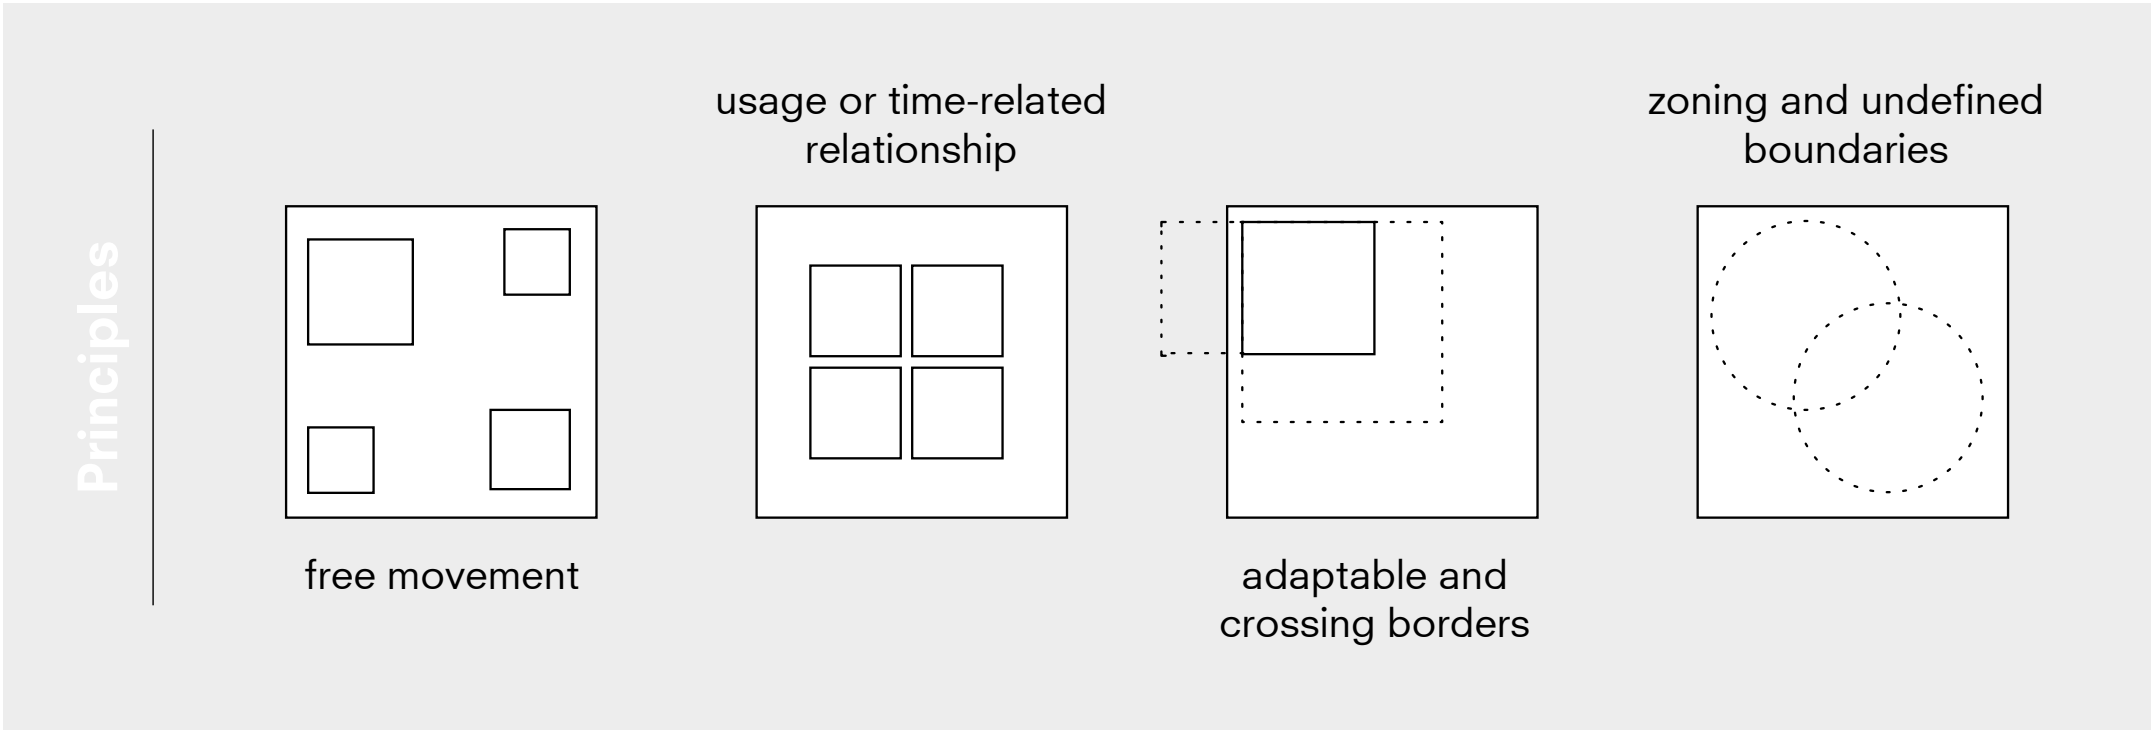 Principles
free movement
usage or time-related
relationship
adaptable and
crossing borders
zoning and undefined
boundaries